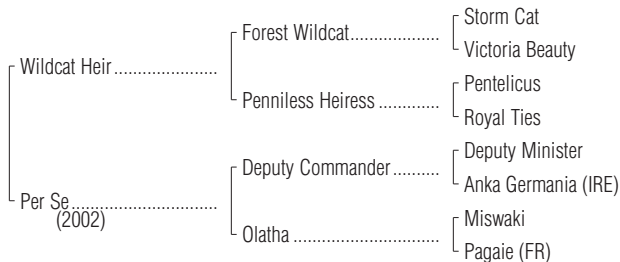 Storm Cat
Forest Wildcat..................
Victoria Beauty
Wildcat Heir.....................
Pentelicus
Penniless Heiress .............
Royal Ties
Deputy Minister
Deputy Commander..........
Anka Germania (IRE)
Per Se.............................
(2002)
Miswaki
Olatha .............................
Pagaie (FR)